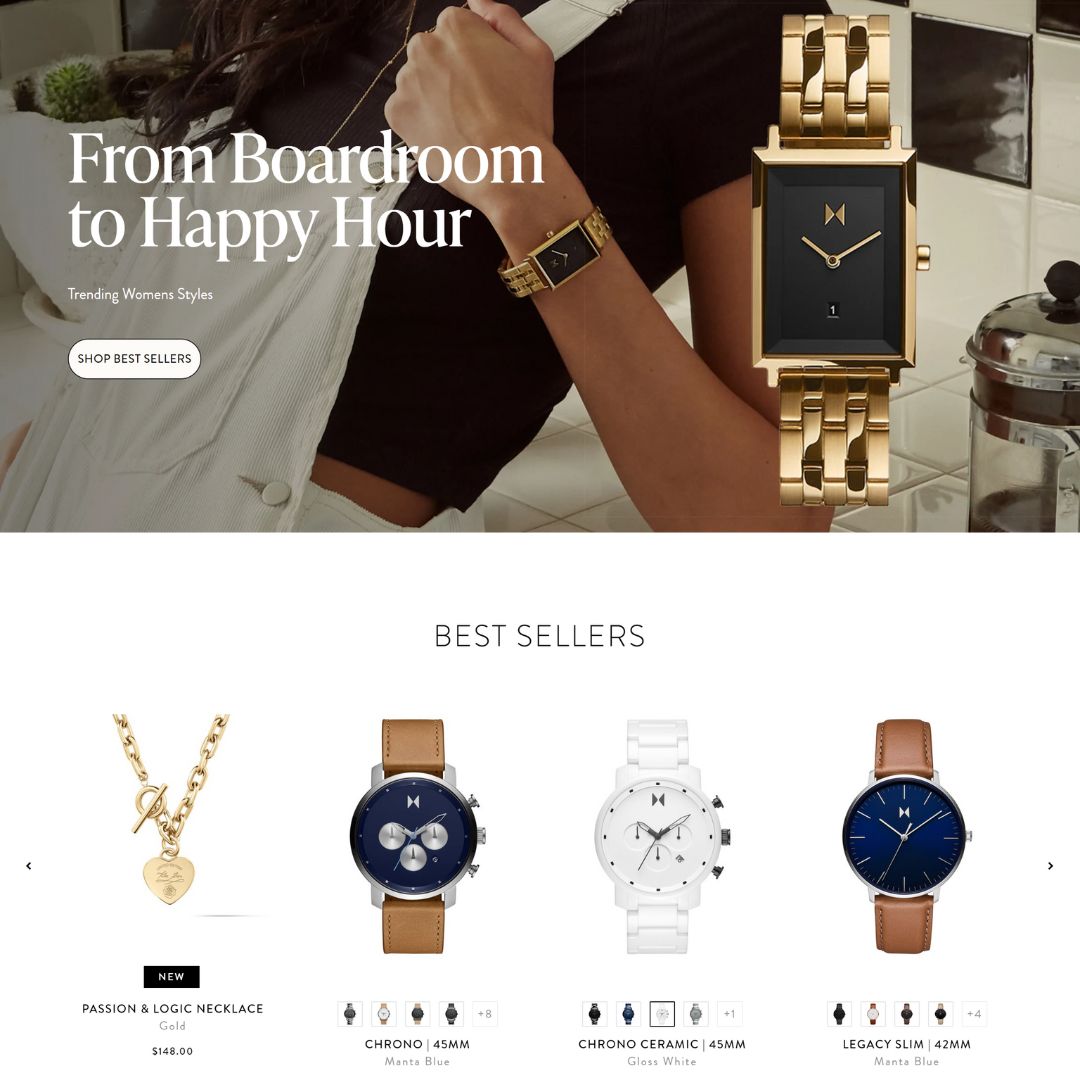 From Boardroom
to Happy Hour
Trending Womens Styles
SHOP BEST SELLERS
1
BEST SELLERS
NEW
PASSION & LOGIC NECKLACE
Gold
$148.00
+8
CHRONO | 45MM
Manta Blue
+1
CHRONO CERAMIC | 45MM
Gloss White
+4
LEGACY SLIM | 42MM
Manta Blue